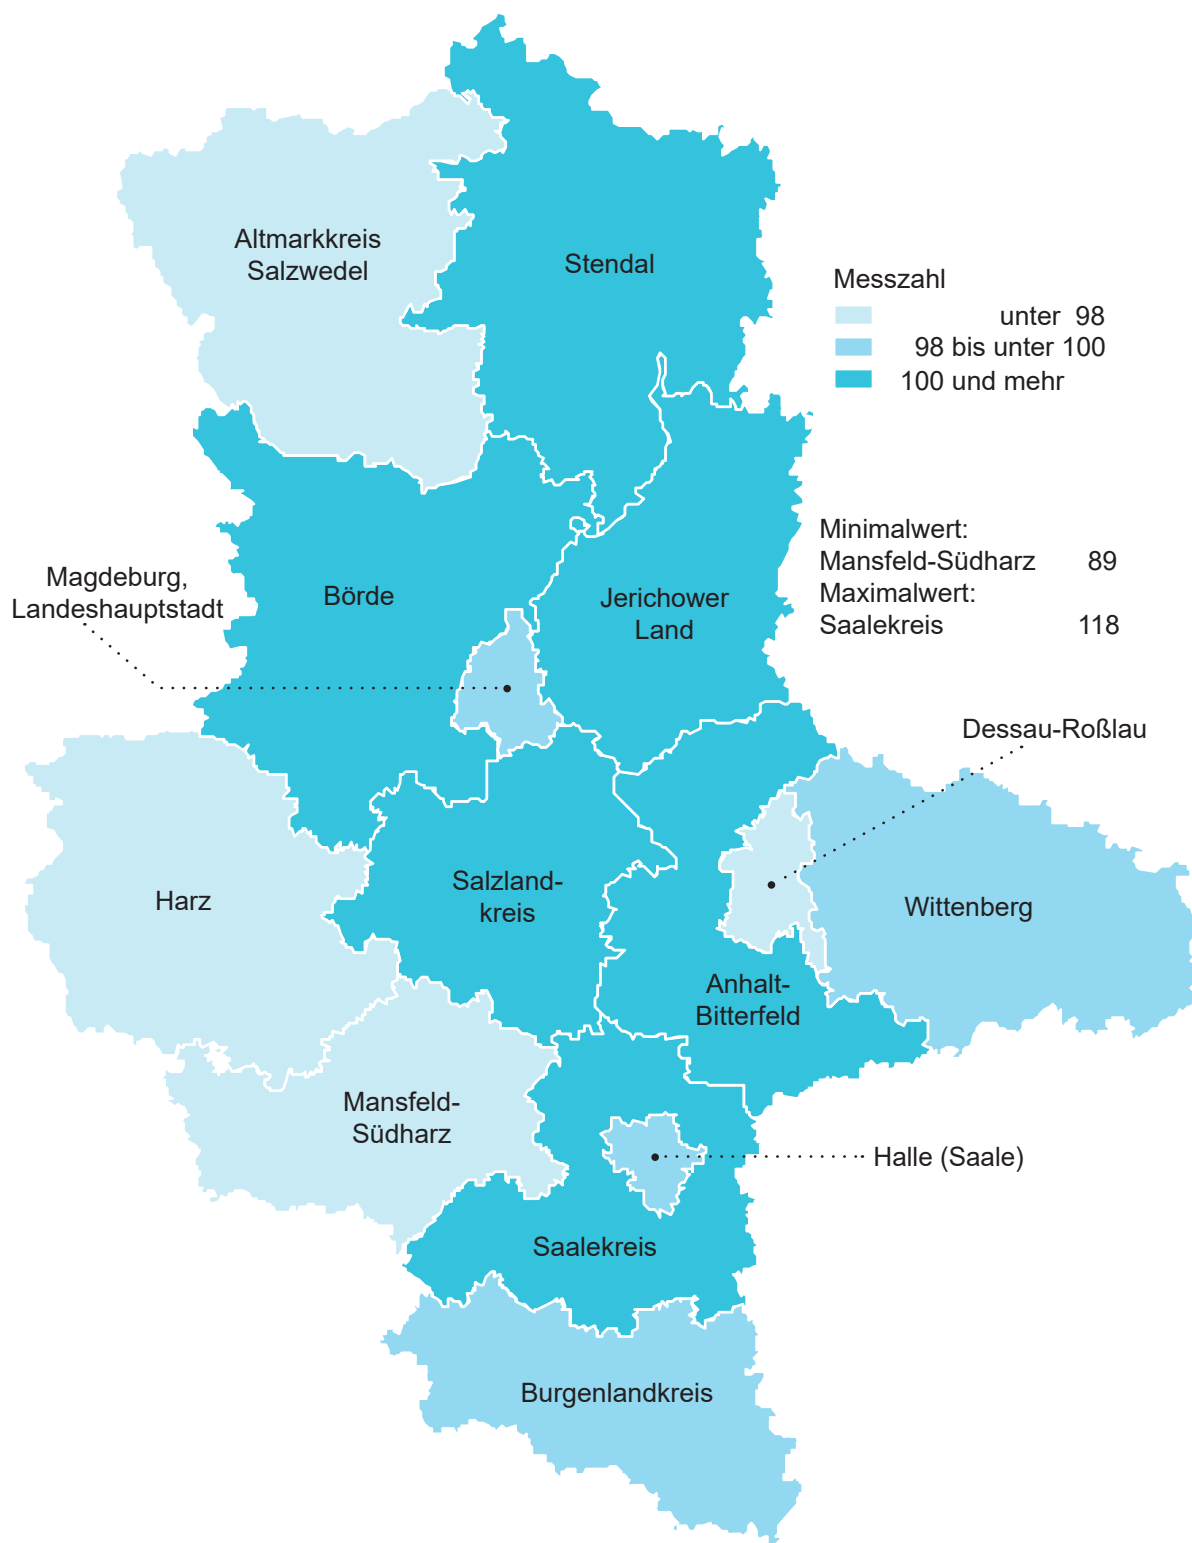 Altmarkkreis
Salzwedel
Stendal
Messzahl
unter 98
98 bis unter 100
100 und mehr
Minimalwert:
Mansfeld-Südharz 89
Maximalwert:
Saalekreis 118
Magdeburg,
Landeshauptstadt
Börde
Jerichower
Land
Dessau-Roßlau
Harz
Salzland-
kreis
Wittenberg
Anhalt-
Bitterfeld
Mansfeld-
Südharz
Halle (Saale)
Saalekreis
Burgenlandkreis